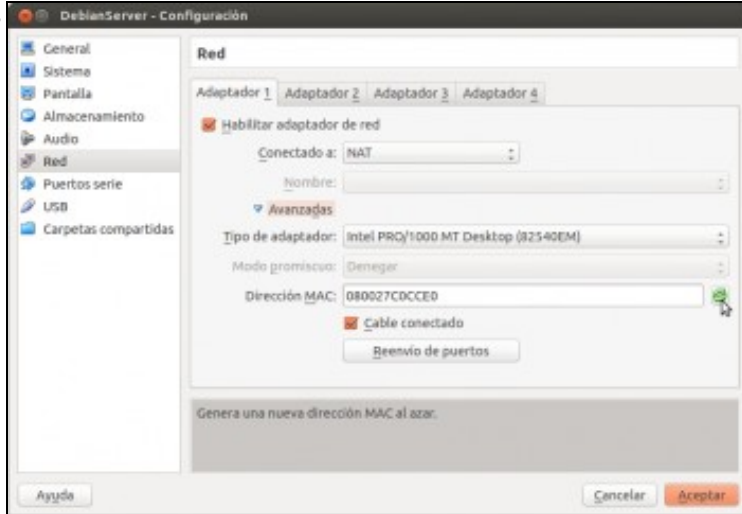 DebianServer - Configuración
General
Sistema
Pantalla
Almacenamiento
Audio
Red
Puertos serie
USB
Carpetas compartidas
Red
Adaptador 1 Adaptador 2 Adaptador 3 Adaptador 4
Habilitar adaptador de red
Conectado a: NAT
Nombre:
Avanzadas
Tipo de adaptador: Intel PRO/1000 MT Desktop (82540EM)
Modo promiscuo: Denegar
Dirección MAC: 080027C0CCE0
Cable conectado
Reenvío de puertos
Genera una nueva dirección MAC al azar.
Ayuda Cancelar Aceptar